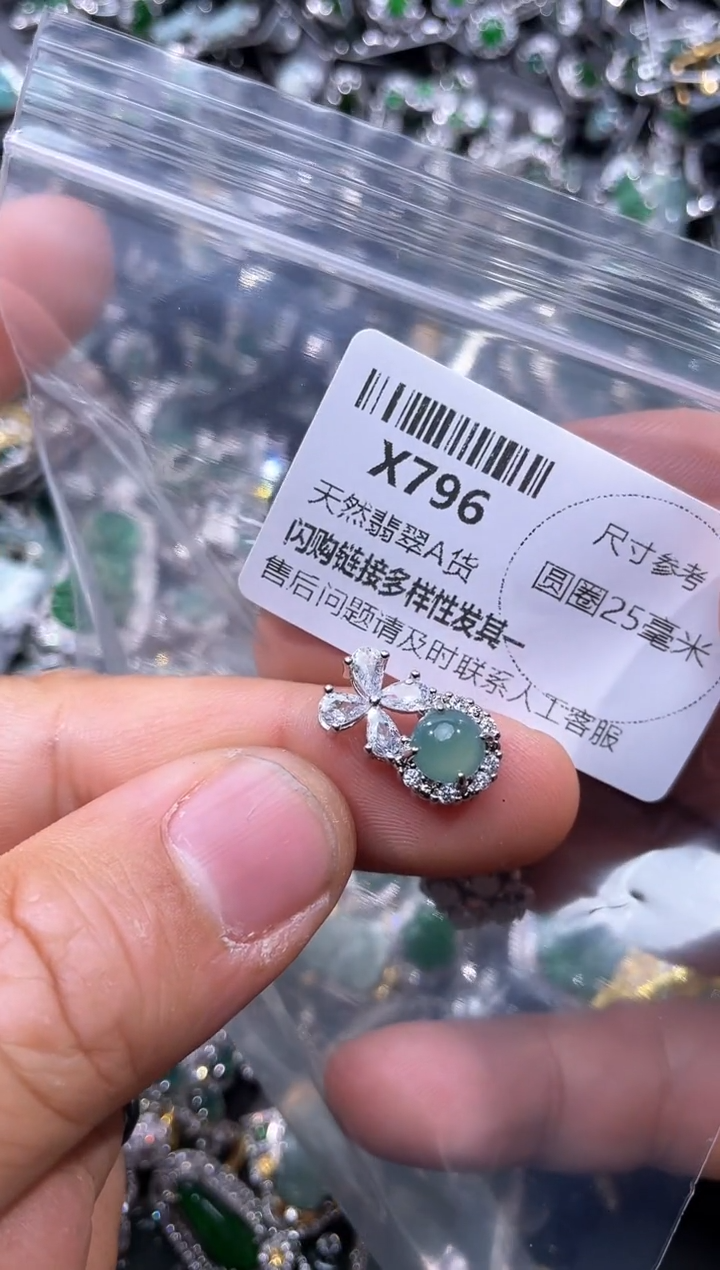 X796
天然翡翠A货
闪购链接多样性发其一
售后问题请及时联系人工客服
尺寸参考
圆圈25毫米